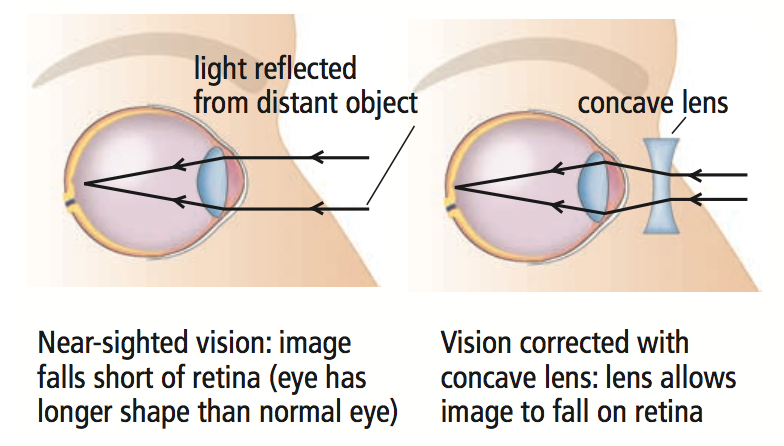 light reflected
from distant object
concave lens
Near-sighted vision: image
falls short of retina (eye has
longer shape than normal eye)
Vision corrected with
concave lens: lens allows
image to fall on retina